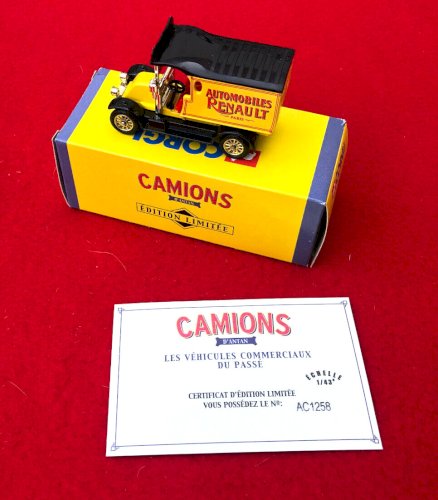 AUTOMOBILES
RENAULT
PARIS
CORGI
CAMIONS
D'ANTAN
ÉDITION LIMITÉE
CAMIONS
D'ANTAN
LES VÉHICULES COMMERCIAUX
DU PASSÉ
ÉCHELLE
1/43e
CERTIFICAT D'ÉDITION LIMITÉE
VOUS POSSÉDEZ LE No:
AC1258